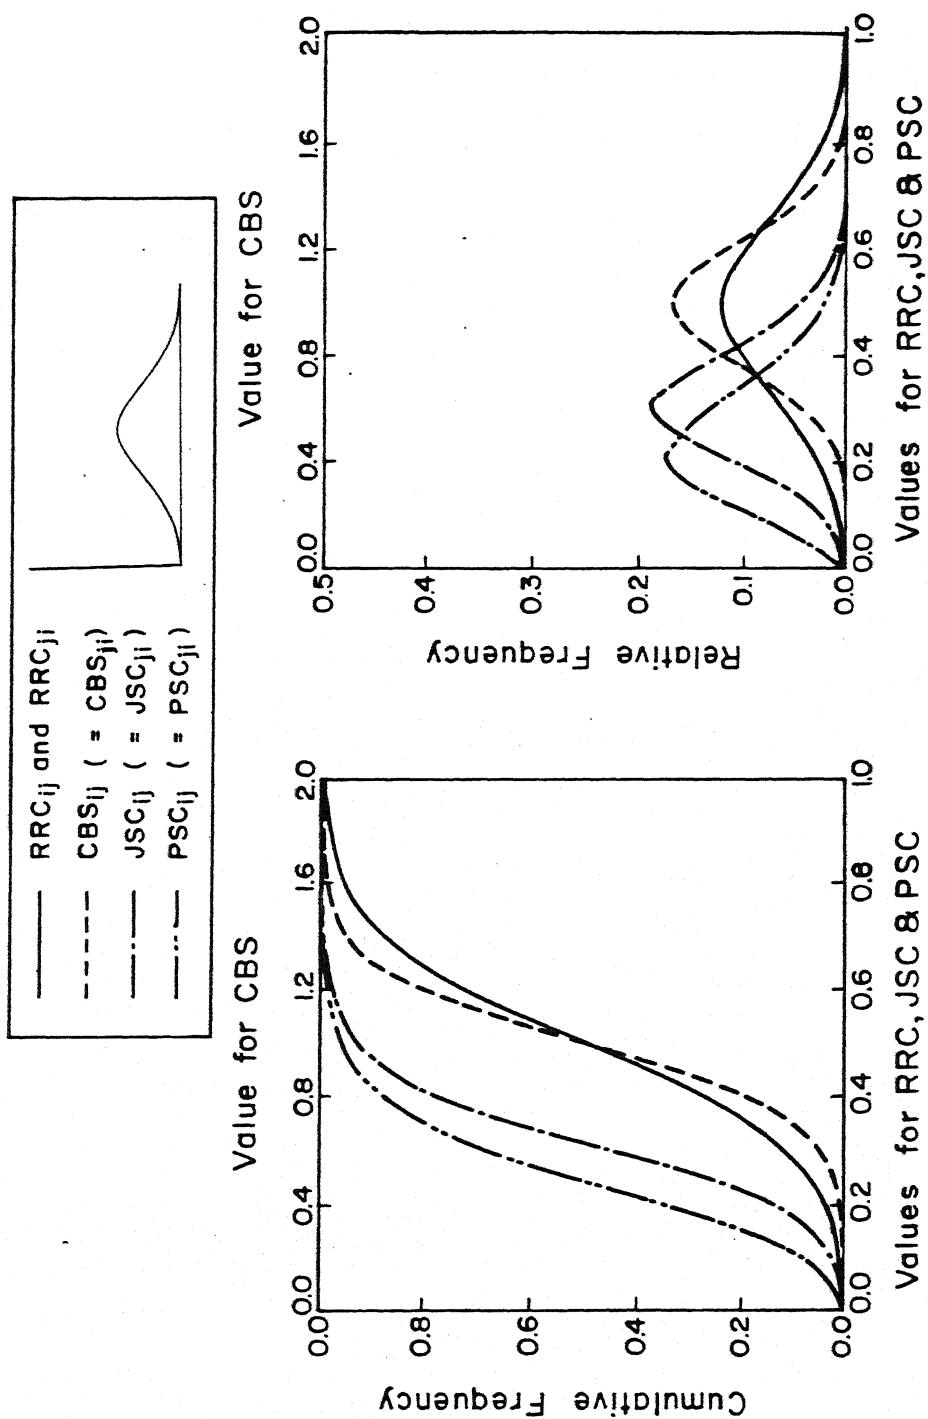 RRCij and RRCji
CBSij ( = CBSji)
JSCij ( = JSCji)
PSCij ( = PSCji)
Value for CBS
0.0 0.4 0.8 1.2 1.6 2.0
Cumulative Frequency
0.0
0.8
0.6
0.4
0.2
0.0
0.0 0.2 0.4 0.6 0.8 1.0
Values for RRC, JSC & PSC
Value for CBS
0.0 0.4 0.8 1.2 1.6 2.0
Relative Frequency
0.5
0.4
0.3
0.2
0.1
0.0
0.0 0.2 0.4 0.6 0.8 1.0
Values for RRC, JSC & PSC